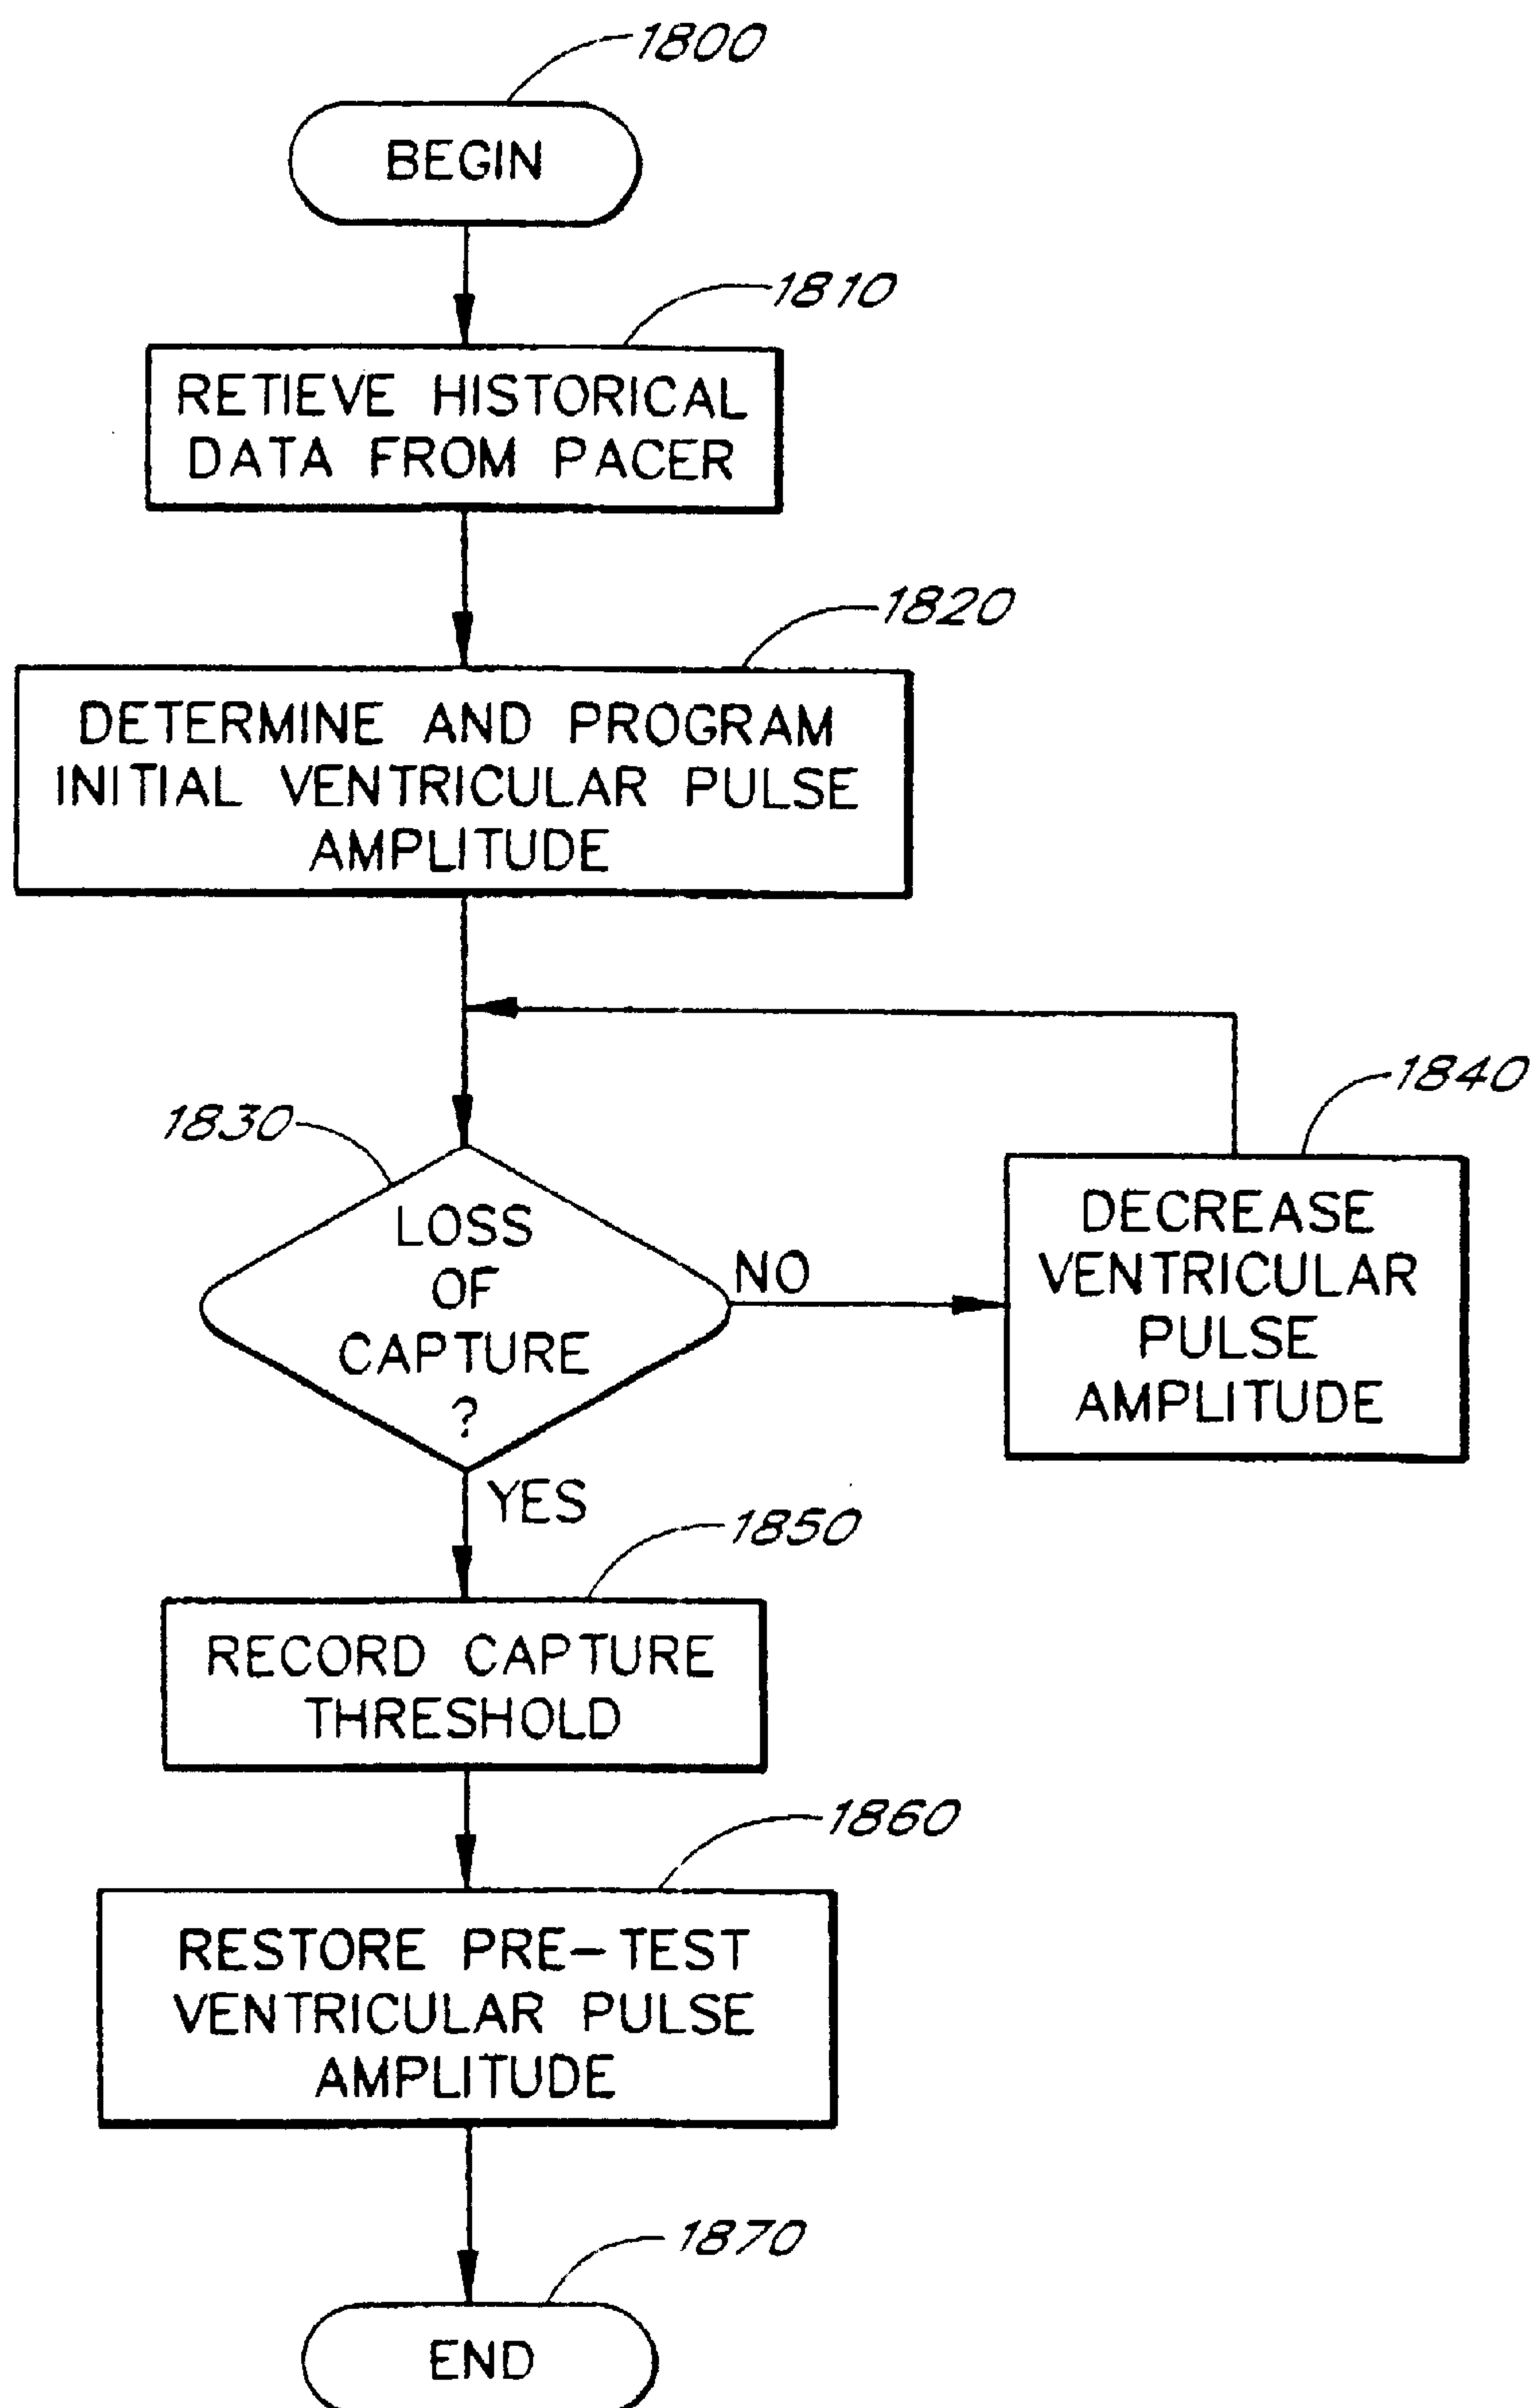 1800
BEGIN
1810
RETIEVE HISTORICAL
DATA FROM PACER
1820
DETERMINE AND PROGRAM
INITIAL VENTRICULAR PULSE
AMPLITUDE
1830
LOSS
OF
CAPTURE
?
NO
1840
DECREASE
VENTRICULAR
PULSE
AMPLITUDE
YES
1850
RECORD CAPTURE
THRESHOLD
1860
RESTORE PRE-TEST
VENTRICULAR PULSE
AMPLITUDE
1870
END